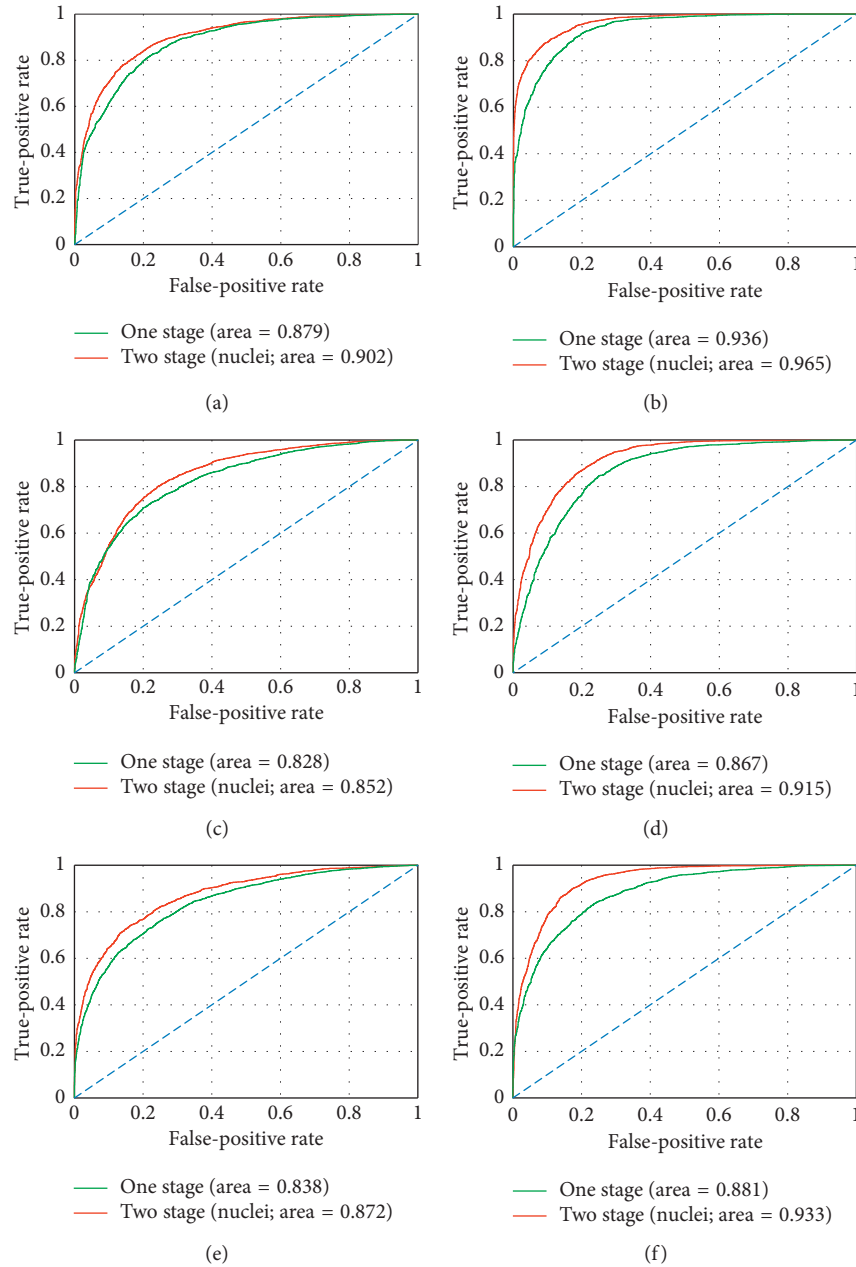 1
0.8
0.6
0.4
0.2
0
True-positive rate
0 0.2 0.4 0.6 0.8 1
False-positive rate
One stage (area = 0.879)
Two stage (nuclei; area = 0.902)
(a)
1
0.8
0.6
0.4
0.2
0
True-positive rate
0 0.2 0.4 0.6 0.8 1
False-positive rate
One stage (area = 0.936)
Two stage (nuclei; area = 0.965)
(b)
1
0.8
0.6
0.4
0.2
0
True-positive rate
0 0.2 0.4 0.6 0.8 1
False-positive rate
One stage (area = 0.828)
Two stage (nuclei; area = 0.852)
(c)
1
0.8
0.6
0.4
0.2
0
True-positive rate
0 0.2 0.4 0.6 0.8 1
False-positive rate
One stage (area = 0.867)
Two stage (nuclei; area = 0.915)
(d)
1
0.8
0.6
0.4
0.2
0
True-positive rate
0 0.2 0.4 0.6 0.8 1
False-positive rate
One stage (area = 0.838)
Two stage (nuclei; area = 0.872)
(e)
1
0.8
0.6
0.4
0.2
0
True-positive rate
0 0.2 0.4 0.6 0.8 1
False-positive rate
One stage (area = 0.881)
Two stage (nuclei; area = 0.933)
(f)